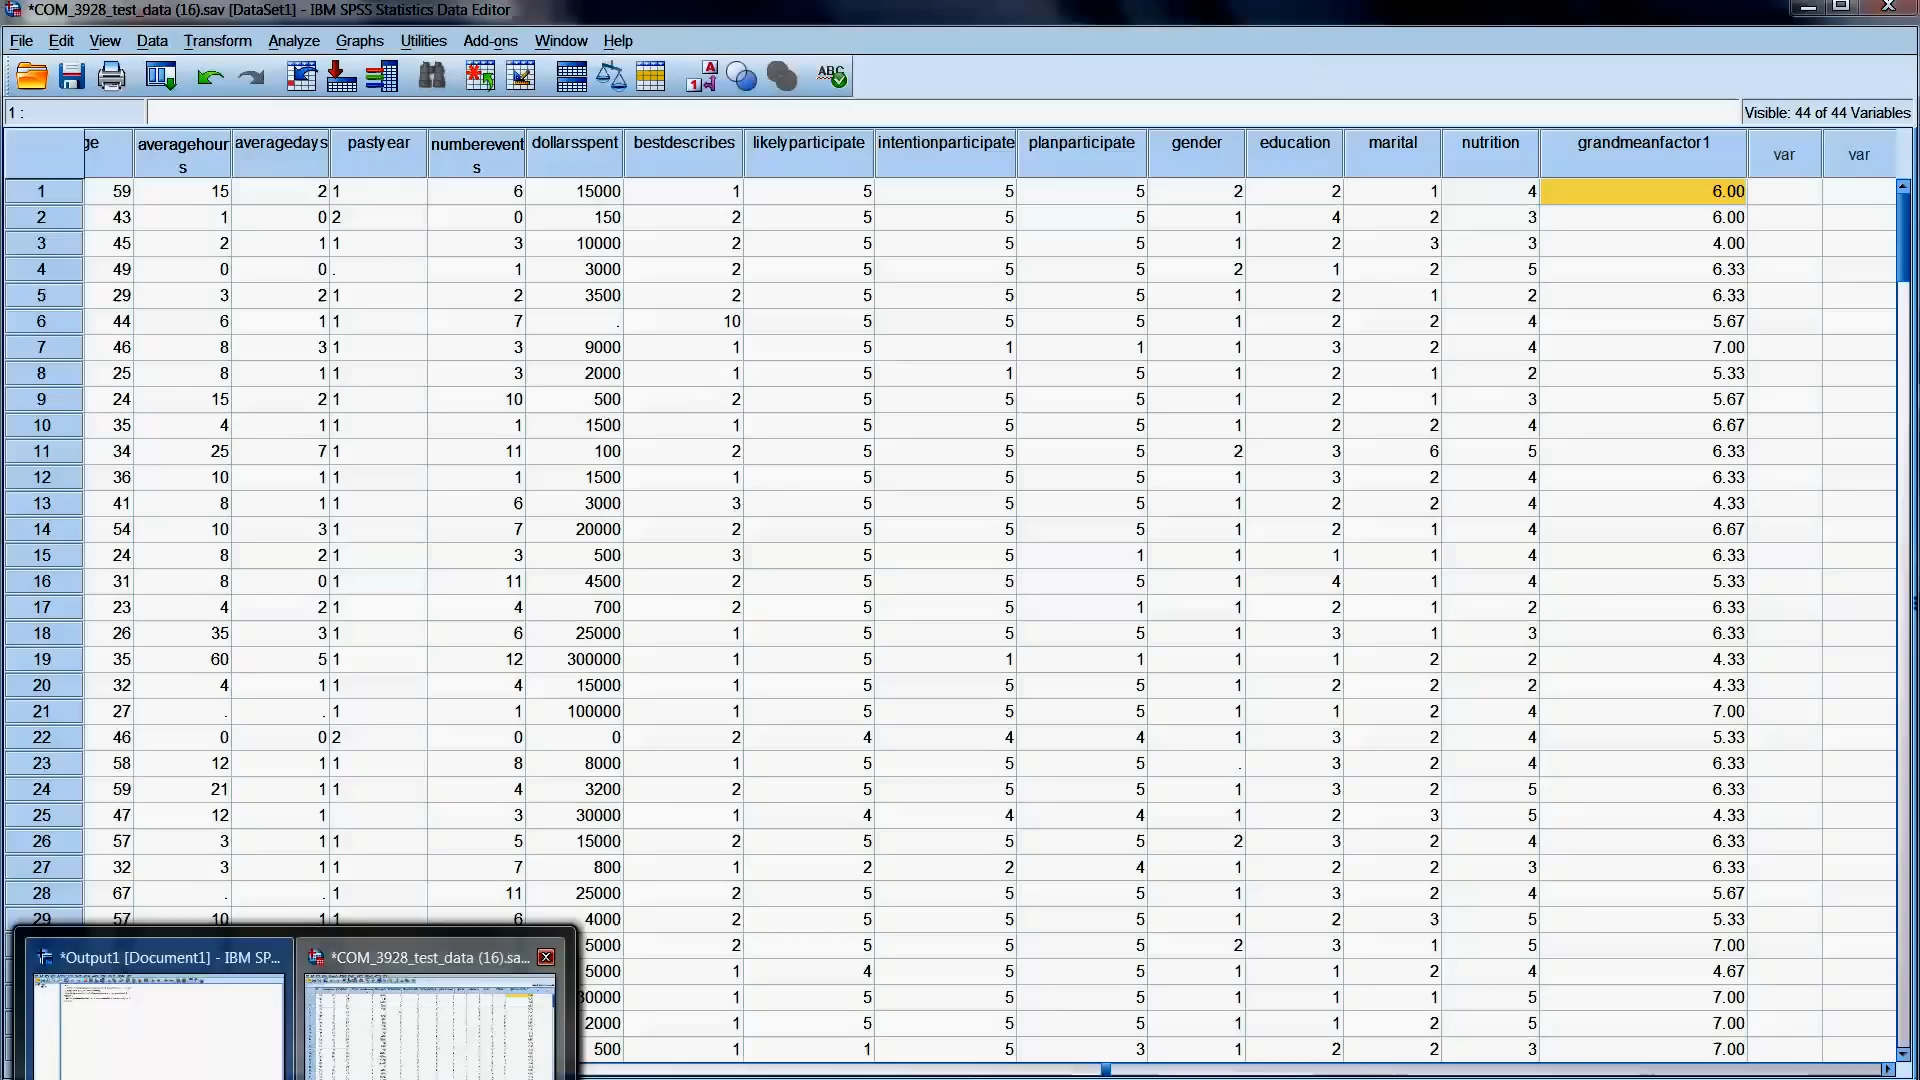 *COM_3928_test_data (16).sav [DataSet1] - IBM SPSS Statistics Data Editor
File Edit View Data Transform Analyze Graphs Utilities Add-ons Window Help
1 : Visible: 44 of 44 Variables
ge averagehours averagedays pastyear numberevents dollarsspent bestdescribes likelyparticipate intentionparticipate planparticipate gender education marital nutrition grandmeanfactor1 var var
1 59 15 2 1 6 15000 1 5 5 5 2 2 1 4 6.00
2 43 1 0 2 0 150 2 5 5 5 1 4 2 3 6.00
3 45 2 1 1 3 10000 2 5 5 5 1 2 3 3 4.00
4 49 0 0 . 1 3000 2 5 5 5 2 1 2 5 6.33
5 29 3 2 1 2 3500 2 5 5 5 1 2 1 2 6.33
6 44 6 1 1 7 . 10 5 5 5 1 2 2 4 5.67
7 46 8 3 1 3 9000 1 5 1 1 1 3 2 4 7.00
8 25 8 1 1 3 2000 1 5 1 5 1 2 1 2 5.33
9 24 15 2 1 10 500 2 5 5 5 1 2 1 3 5.67
10 35 4 1 1 1 1500 1 5 5 5 1 2 2 4 6.67
11 34 25 7 1 11 100 2 5 5 5 2 3 6 5 6.33
12 36 10 1 1 1 1500 1 5 5 5 1 3 2 4 6.33
13 41 8 1 1 6 3000 3 5 5 5 1 2 2 4 4.33
14 54 10 3 1 7 20000 2 5 5 5 1 2 1 4 6.67
15 24 8 2 1 3 500 3 5 5 1 1 1 1 4 6.33
16 31 8 0 1 11 4500 2 5 5 5 1 4 1 4 5.33
17 23 4 2 1 4 700 2 5 5 1 1 2 1 2 6.33
18 26 35 3 1 6 25000 1 5 5 5 1 3 1 3 6.33
19 35 60 5 1 12 300000 1 5 1 1 1 1 2 2 4.33
20 32 4 1 1 4 15000 1 5 5 5 1 2 2 2 4.33
21 27 . . 1 1 100000 1 5 5 5 1 1 2 4 7.00
22 46 0 0 2 0 0 2 4 4 4 1 3 2 4 5.33
23 58 12 1 1 8 8000 1 5 5 5 . 3 2 4 6.33
24 59 21 1 1 4 3200 2 5 5 5 1 3 2 5 6.33
25 47 12 1 3 30000 1 4 4 4 1 2 3 5 4.33
26 57 3 1 1 5 15000 2 5 5 5 2 3 2 4 6.33
27 32 3 1 1 7 800 1 2 2 4 1 2 2 3 6.33
28 67 . . 1 11 25000 2 5 5 5 1 3 2 4 5.67
29 57 10 1 1 6 4000 2 5 5 5 1 2 3 5 5.33
5000 2 5 5 5 2 3 1 5 7.00
5000 1 4 5 5 1 1 2 4 4.67
30000 1 5 5 5 1 1 1 5 7.00
2000 1 5 5 5 1 1 2 5 7.00
500 1 1 5 3 1 2 2 3 7.00
*Output1 [Document1] - IBM SP... *COM_3928_test_data (16).sa...